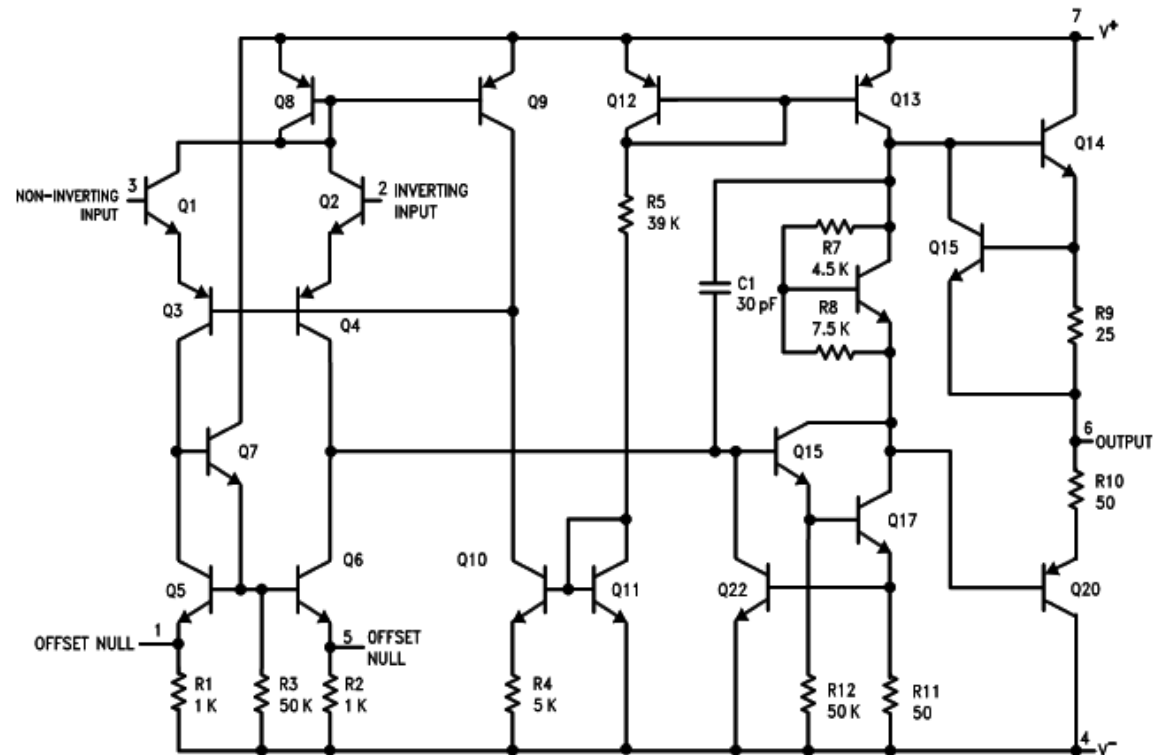 7
V+
Q8
Q9
Q12
Q13
Q14
NON-INVERTING
INPUT
3
Q1
Q2
2 INVERTING
INPUT
R5
39 K
R7
4.5 K
Q15
Q3
Q4
C1
30 pF
R8
7.5 K
R9
25
6
OUTPUT
Q7
Q15
R10
50
Q17
Q5
Q6
Q10
Q11
Q22
Q20
OFFSET NULL
1
5 OFFSET
NULL
R1
1 K
R3
50 K
R2
1 K
R4
5 K
R12
50 K
R11
50
4
V-